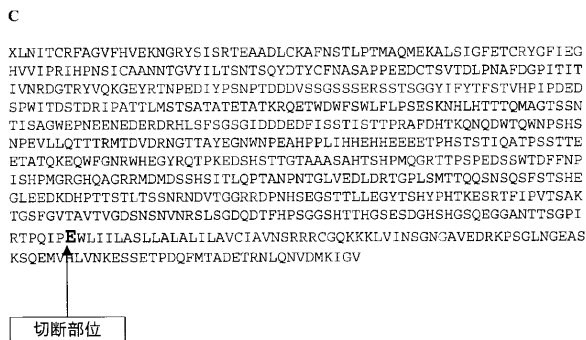 C
XLNITCRFAGVFHVEKNGRYSISRTEAADLCKAFNSTLPTMAQMEKALSIGFETCRYGFIEG
HVVIPRIHPNSICAANNTGVYILTSNTSQYDTYCFNASAPPEEDCTSVTDLPNAFDGPITIT
IVNRDGTRYVQKGEYRTNPEDIYPSNPTDDDVSSGSSSERSSTSGGYIFYTFSTVHPIPDED
SPWITDSTDRIPATTLMSTSATATETATKRQETWDWFSWLFLPSESKNHLHTTTQMAGTSSN
TISAGWEPNEENEDERDRHLSFSGSGIDDDEDFISSTISTTPRAFDHTKQNQDWTQWNPSHS
NPEVLLQTTTRMTDVDRNGTTAYEGNWNPEAHPPLIHHEHHEEEETPHSTSTIQATPSSTTE
ETATQKEQWFGNRWHEGYRQTPKEDSHSTTGTAAASAHTSHPMQGRTTPSPEDSSWTDFFNP
ISHPMGRGHQAGRRMDMDSSHSITLQPTANPNTGLVEDLDRTGPLSMTTQQSNSQSFSTSHE
GLEEDKDHPTTSTLTSSNRNDVTGGRRDPNHSEGSTTLLEGYTSHYPHTKESRTFIPVTSAK
TGSFGVTAVTVGDSNSNVNRSLSGDQDTFHPSGGSHTTHGSESDGHSHGSQEGGANTTSGPI
RTPQIPEWLIILASLLALALILAVCIAVNSRRRCGQKKKLVINSGNGAVEDRKPSGLNGEAS
KSQEMVHLVNKESSETPDQFMTADETRNLQNVDMKIGV
切断部位